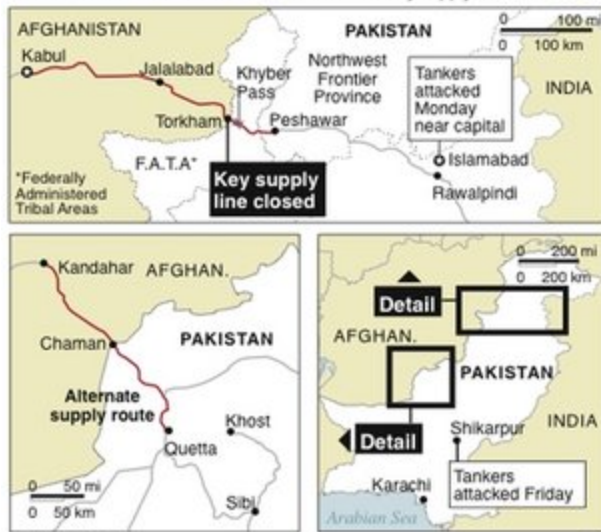 AFGHANISTAN
PAKISTAN
0 100 mi
0 100 km
Kabul
Jalalabad
Khyber
Pass
Northwest
Frontier
Province
Tankers
attacked
Monday
near capital
INDIA
Torkham
Peshawar
F.A.T.A*
Key supply
line closed
Islamabad
Rawalpindi
*Federally
Administered
Tribal Areas
Kandahar
AFGHAN.
Chaman
PAKISTAN
Alternate
supply route
Khost
Quetta
0 50 mi
0 50 km
Sibi
0 200 mi
0 200 km
Detail
AFGHAN.
PAKISTAN
INDIA
Detail
Shikarpur
Tankers
attacked Friday
Karachi
Arabian Sea